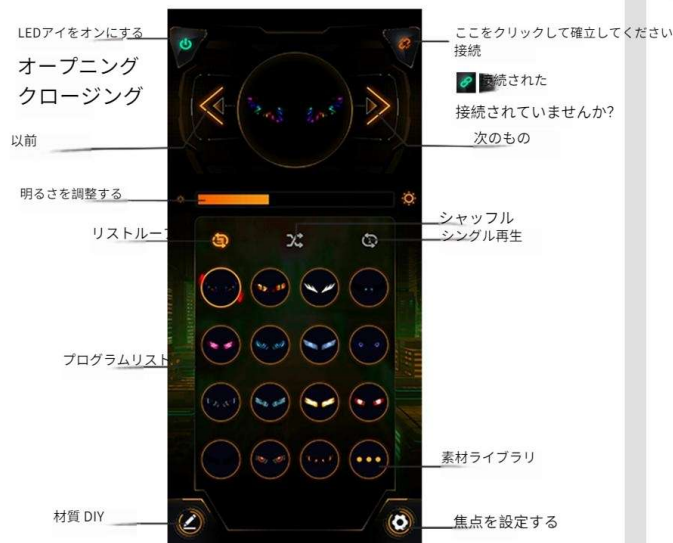 LEDアイをオンにする
オープニング
クロージング
以前
明るさを調整する
リストルー
プログラムリスト
材質 DIY
ここをクリックして確立してください
接続
続された
接続されていませんか?
次のもの
シャッフル
シングル再生
素材ライブラリ
焦点を設定する